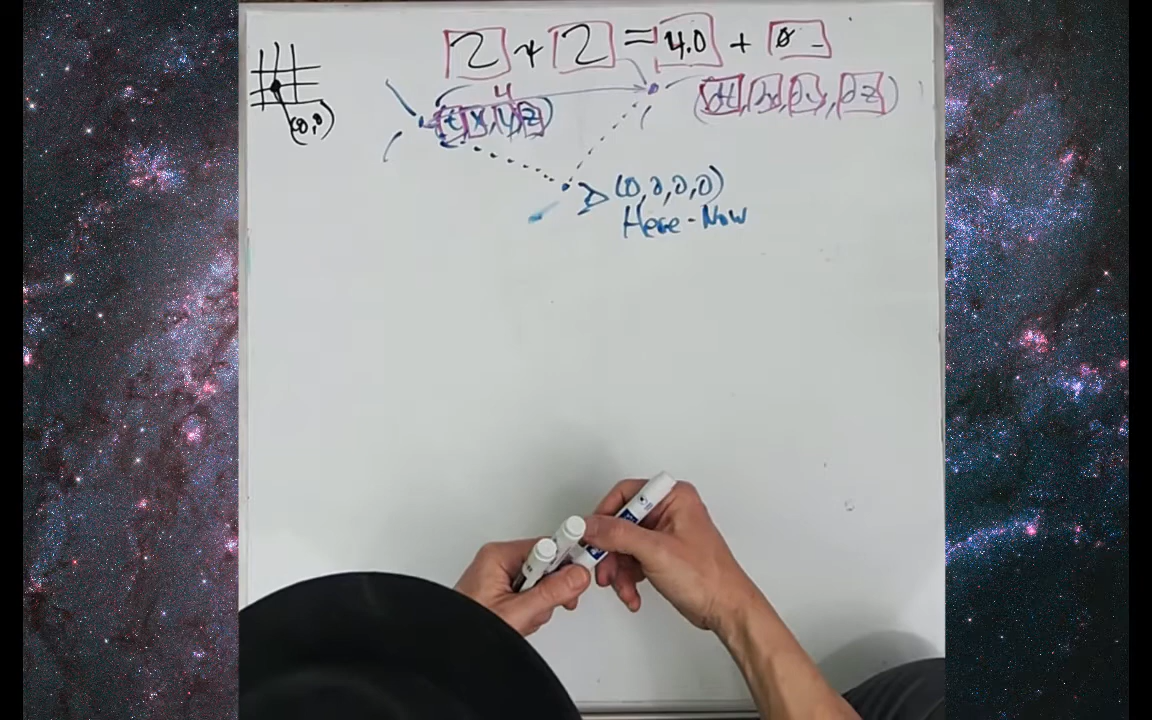 2 + 2 = 4.0 + 0
4
(t,x,y,z)
(0,0)
(0,0,0,0)
Here-Now